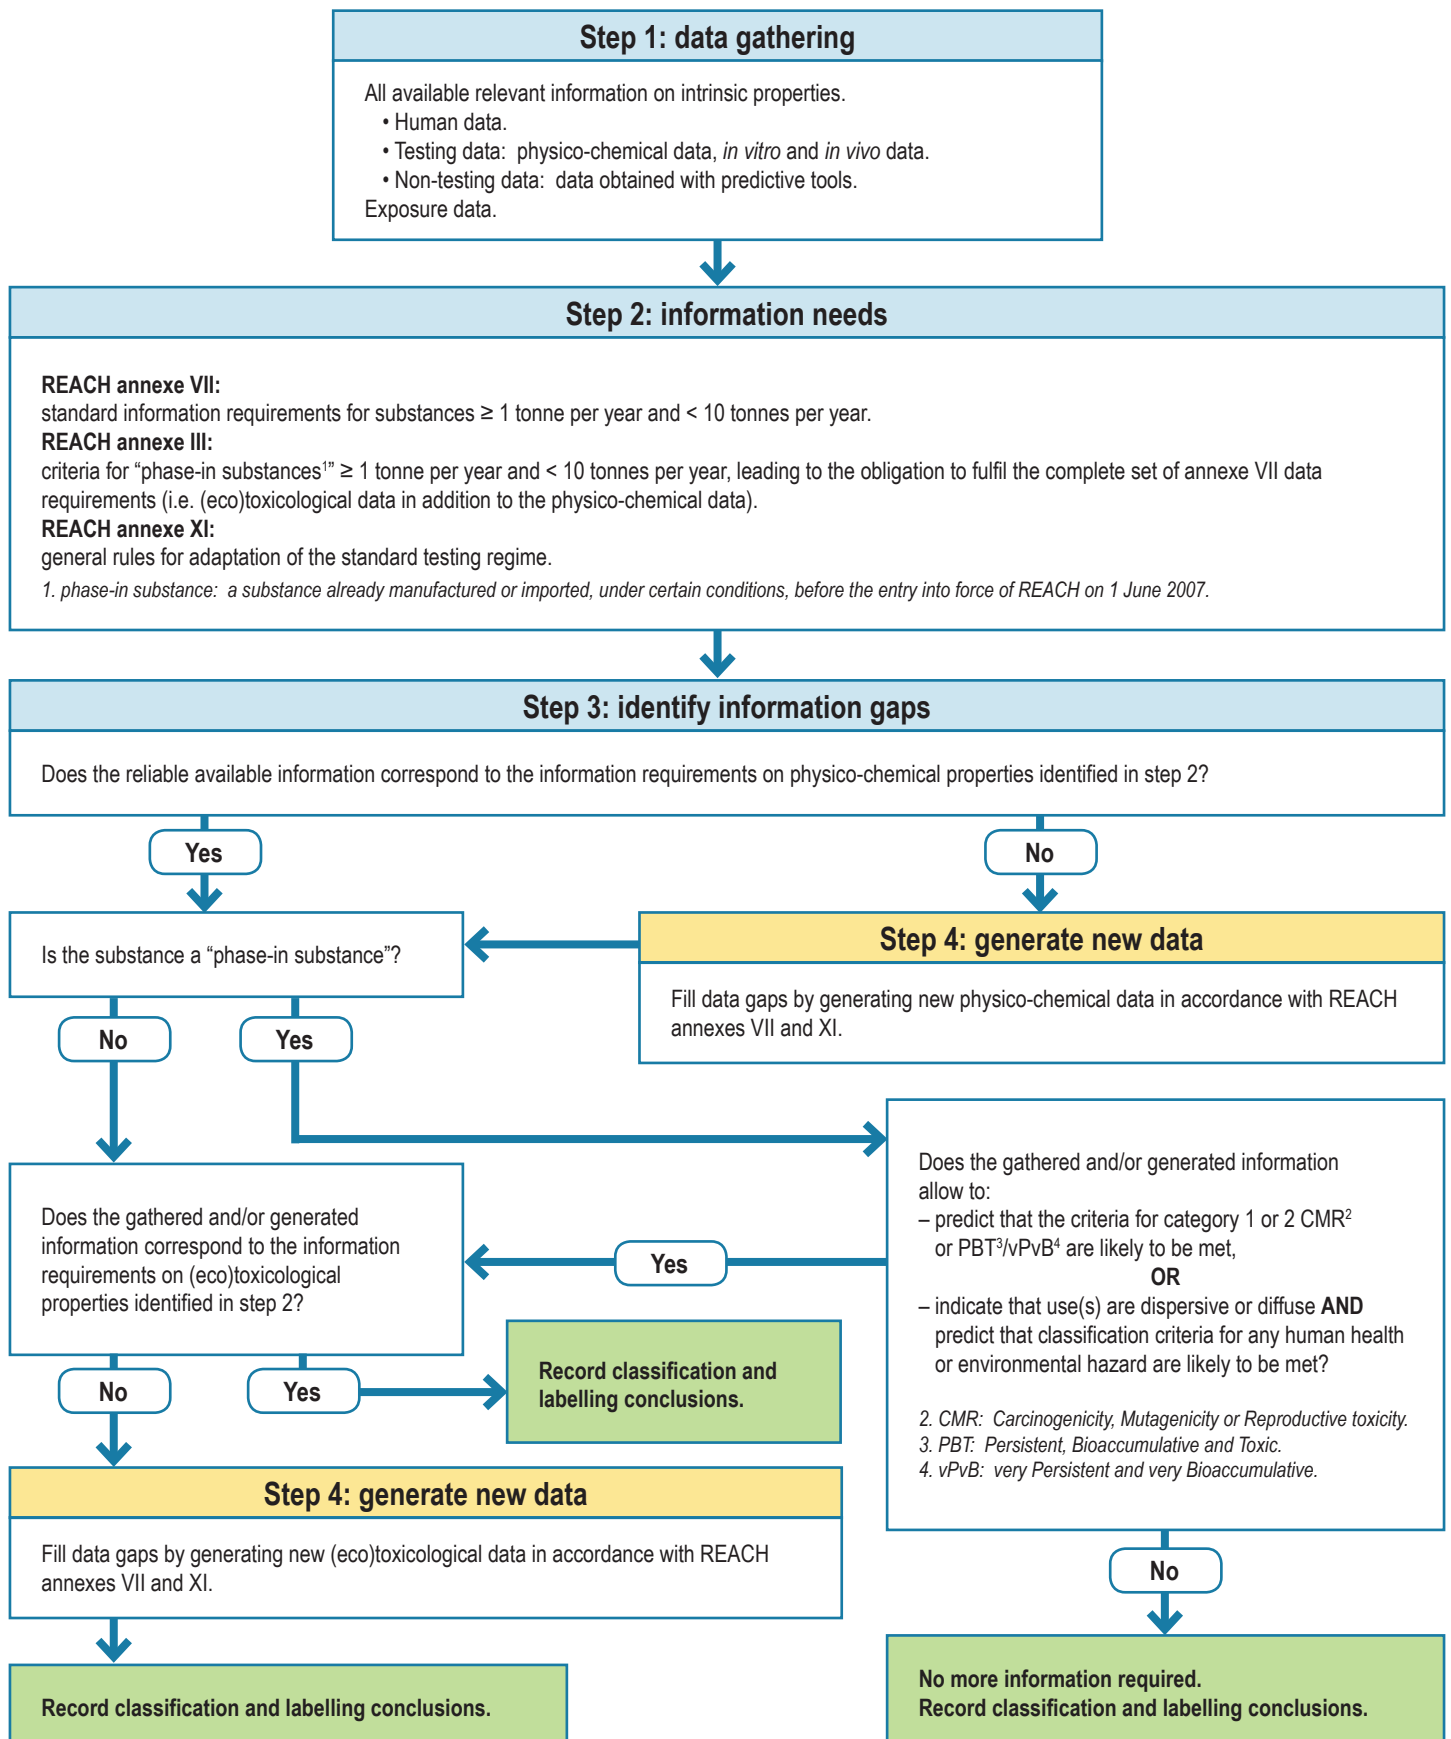 Step 1: data gathering
All available relevant information on intrinsic properties.
• Human data.
• Testing data: physico-chemical data, in vitro and in vivo data.
• Non-testing data: data obtained with predictive tools.
Exposure data.
Step 2: information needs
REACH annexe VII:
standard information requirements for substances ≥ 1 tonne per year and < 10 tonnes per year.
REACH annexe III:
criteria for “phase-in substances¹” ≥ 1 tonne per year and < 10 tonnes per year, leading to the obligation to fulfil the complete set of annexe VII data
requirements (i.e. (eco)toxicological data in addition to the physico-chemical data).
REACH annexe XI:
general rules for adaptation of the standard testing regime.
1. phase-in substance: a substance already manufactured or imported, under certain conditions, before the entry into force of REACH on 1 June 2007.
Step 3: identify information gaps
Does the reliable available information correspond to the information requirements on physico-chemical properties identified in step 2?
Yes
No
Is the substance a “phase-in substance”?
Step 4: generate new data
Fill data gaps by generating new physico-chemical data in accordance with REACH
annexes VII and XI.
No
Yes
Does the gathered and/or generated information
allow to:
– predict that the criteria for category 1 or 2 CMR²
or PBT³/vPvB⁴ are likely to be met,
OR
– indicate that use(s) are dispersive or diffuse AND
predict that classification criteria for any human health
or environmental hazard are likely to be met?
2. CMR: Carcinogenicity, Mutagenicity or Reproductive toxicity.
3. PBT: Persistent, Bioaccumulative and Toxic.
4. vPvB: very Persistent and very Bioaccumulative.
Yes
Does the gathered and/or generated
information correspond to the information
requirements on (eco)toxicological
properties identified in step 2?
No
Yes
Record classification and
labelling conclusions.
Step 4: generate new data
Fill data gaps by generating new (eco)toxicological data in accordance with REACH
annexes VII and XI.
No
Record classification and labelling conclusions.
No more information required.
Record classification and labelling conclusions.